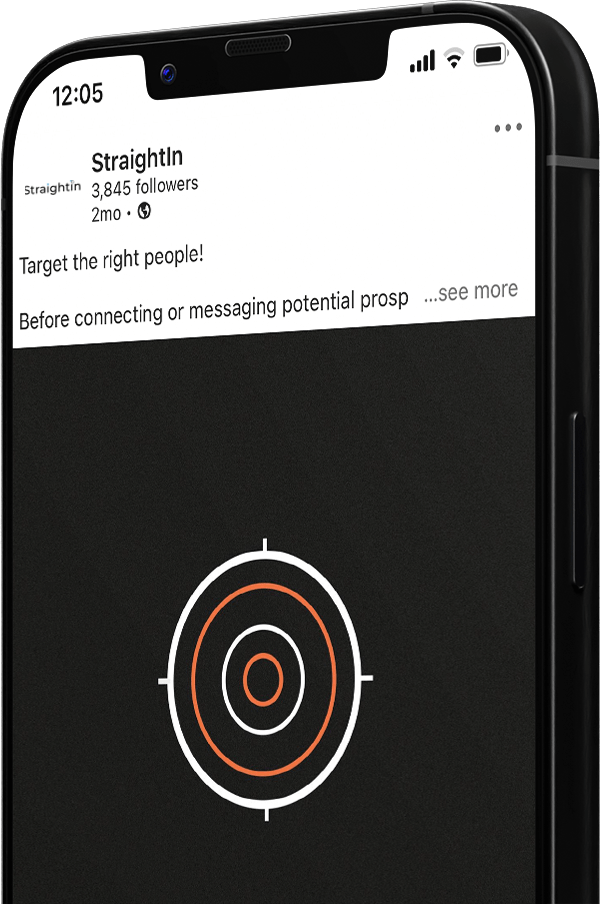 12:05
StraightIn
StraightIn
3,845 followers
2mo •
Target the right people!
Before connecting or messaging potential prosp ...see more